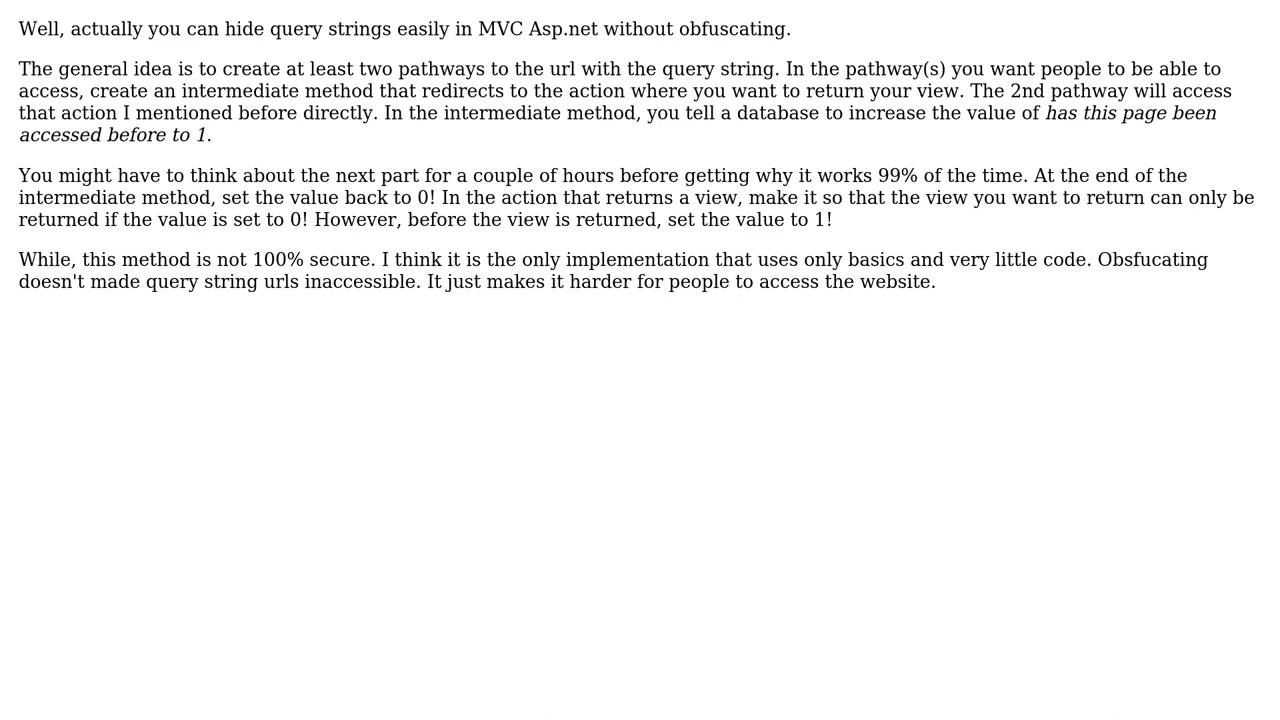 Well, actually you can hide query strings easily in MVC Asp.net without obfuscating.
The general idea is to create at least two pathways to the url with the query string. In the pathway(s) you want people to be able to
access, create an intermediate method that redirects to the action where you want to return your view. The 2nd pathway will access
that action I mentioned before directly. In the intermediate method, you tell a database to increase the value of has this page been
accessed before to 1.
You might have to think about the next part for a couple of hours before getting why it works 99% of the time. At the end of the
intermediate method, set the value back to 0! In the action that returns a view, make it so that the view you want to return can only be
returned if the value is set to 0! However, before the view is returned, set the value to 1!
While, this method is not 100% secure. I think it is the only implementation that uses only basics and very little code. Obsfucating
doesn't made query string urls inaccessible. It just makes it harder for people to access the website.